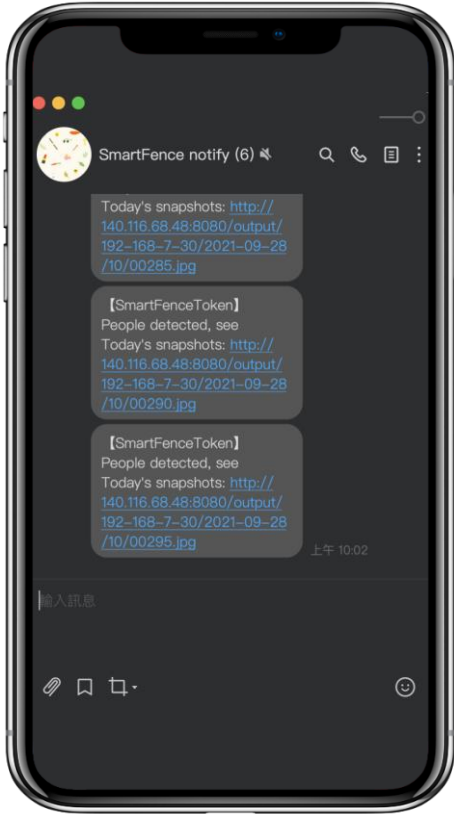 SmartFence notify (6)
Today's snapshots: http://
140.116.68.48:8080/output/
192-168-7-30/2021-09-28
/10/00285.jpg
【SmartFenceToken】
People detected, see
Today's snapshots: http://
140.116.68.48:8080/output/
192-168-7-30/2021-09-28
/10/00290.jpg
【SmartFenceToken】
People detected, see
Today's snapshots: http://
140.116.68.48:8080/output/
192-168-7-30/2021-09-28
/10/00295.jpg
上午 10:02
輸入訊息